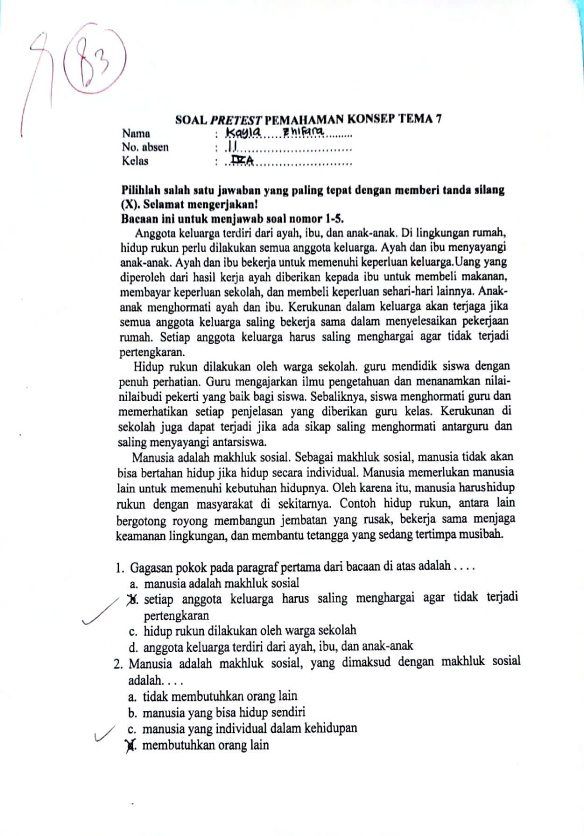 83
SOAL PRETEST PEMAHAMAN KONSEP TEMA 7
Nama : Kayla Zhifara
No. absen : 11
Kelas : IVA
Pilihlah salah satu jawaban yang paling tepat dengan memberi tanda silang
(X). Selamat mengerjakan!
Bacaan ini untuk menjawab soal nomor 1-5.
Anggota keluarga terdiri dari ayah, ibu, dan anak-anak. Di lingkungan rumah,
hidup rukun perlu dilakukan semua anggota keluarga. Ayah dan ibu menyayangi
anak-anak. Ayah dan ibu bekerja untuk memenuhi keperluan keluarga.Uang yang
diperoleh dari hasil kerja ayah diberikan kepada ibu untuk membeli makanan,
membayar keperluan sekolah, dan membeli keperluan sehari-hari lainnya. Anak-
anak menghormati ayah dan ibu. Kerukunan dalam keluarga akan terjaga jika
semua anggota keluarga saling bekerja sama dalam menyelesaikan pekerjaan
rumah. Setiap anggota keluarga harus saling menghargai agar tidak terjadi
pertengkaran.
Hidup rukun dilakukan oleh warga sekolah. guru mendidik siswa dengan
penuh perhatian. Guru mengajarkan ilmu pengetahuan dan menanamkan nilai-
nilaibudi pekerti yang baik bagi siswa. Sebaliknya, siswa menghormati guru dan
memerhatikan setiap penjelasan yang diberikan guru kelas. Kerukunan di
sekolah juga dapat terjadi jika ada sikap saling menghormati antarguru dan
saling menyayangi antarsiswa.
Manusia adalah makhluk sosial. Sebagai makhluk sosial, manusia tidak akan
bisa bertahan hidup jika hidup secara individual. Manusia memerlukan manusia
lain untuk memenuhi kebutuhan hidupnya. Oleh karena itu, manusia harushidup
rukun dengan masyarakat di sekitarnya. Contoh hidup rukun, antara lain
bergotong royong membangun jembatan yang rusak, bekerja sama menjaga
keamanan lingkungan, dan membantu tetangga yang sedang tertimpa musibah.
1. Gagasan pokok pada paragraf pertama dari bacaan di atas adalah . . . .
a. manusia adalah makhluk sosial
b. setiap anggota keluarga harus saling menghargai agar tidak terjadi
pertengkaran
c. hidup rukun dilakukan oleh warga sekolah
d. anggota keluarga terdiri dari ayah, ibu, dan anak-anak
2. Manusia adalah makhluk sosial, yang dimaksud dengan makhluk sosial
adalah. . . .
a. tidak membutuhkan orang lain
b. manusia yang bisa hidup sendiri
c. manusia yang individual dalam kehidupan
d. membutuhkan orang lain